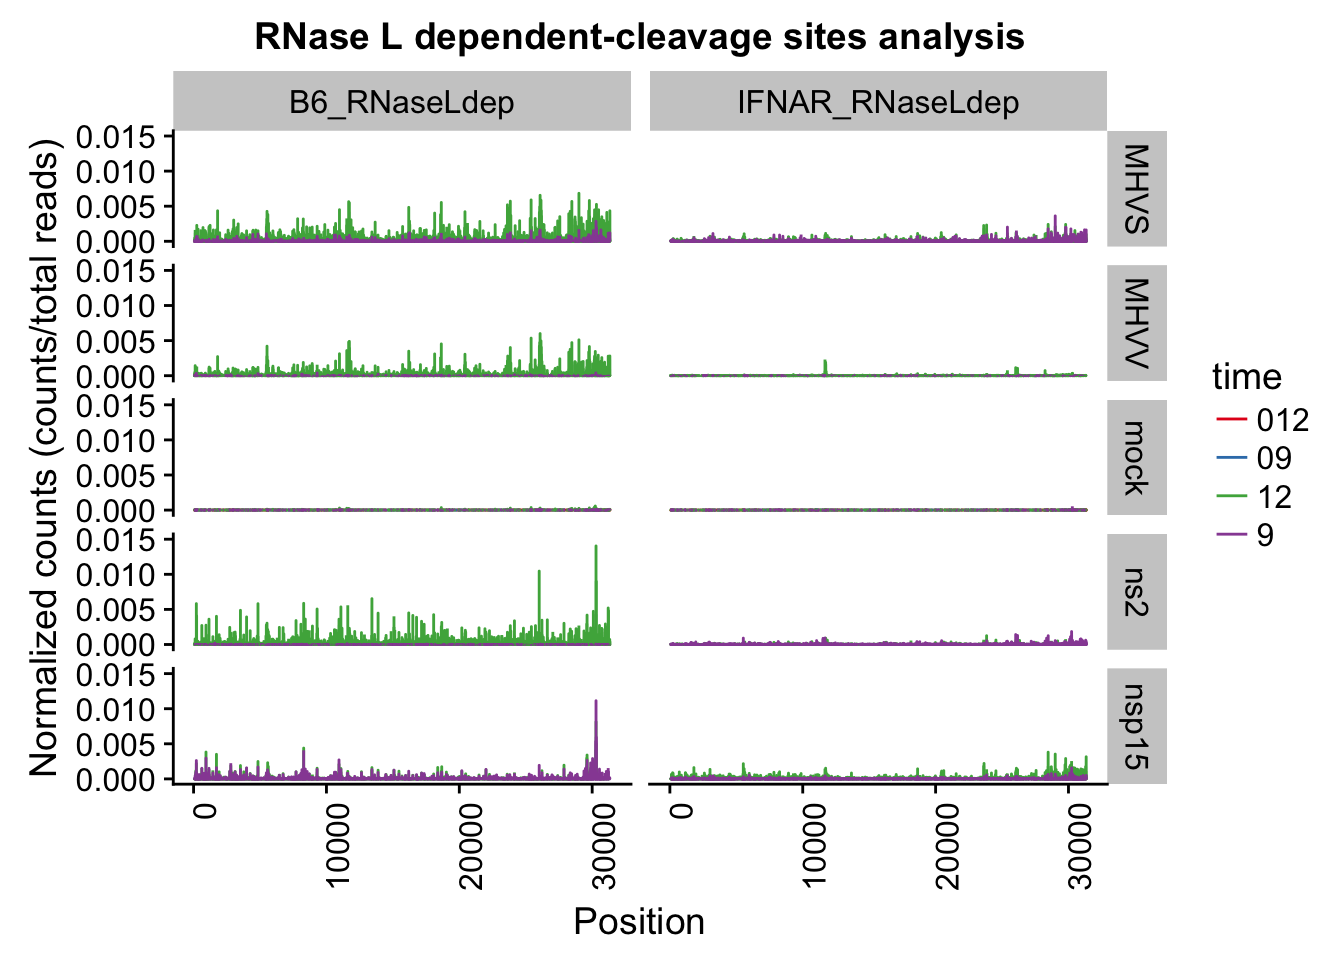 RNase L dependent-cleavage sites analysis
B6_RNaseLdep
IFNAR_RNaseLdep
Normalized counts (counts/total reads)
0.015
0.010
0.005
0.000
MHVS
0.015
0.010
0.005
0.000
MHVV
0.015
0.010
0.005
0.000
mock
0.015
0.010
0.005
0.000
ns2
0.015
0.010
0.005
0.000
nsp15
0
10000
20000
30000
0
10000
20000
30000
Position
time
012
09
12
9